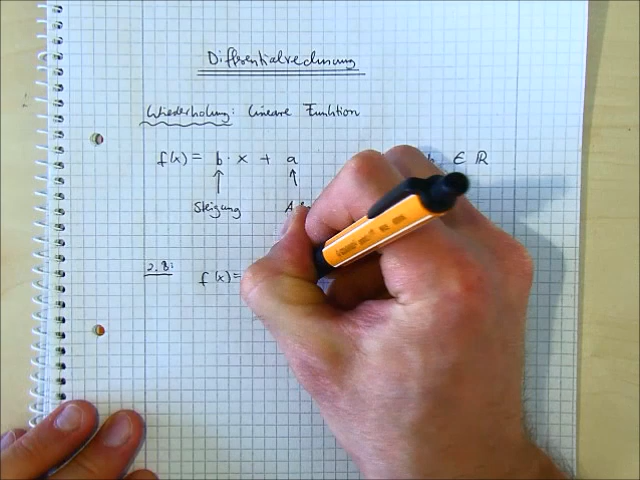 Differentialrechnung
Wiederholung: Lineare Funktion
f(x) = b · x + a
∈ ℝ
Steigung
z.B.: f(x) =